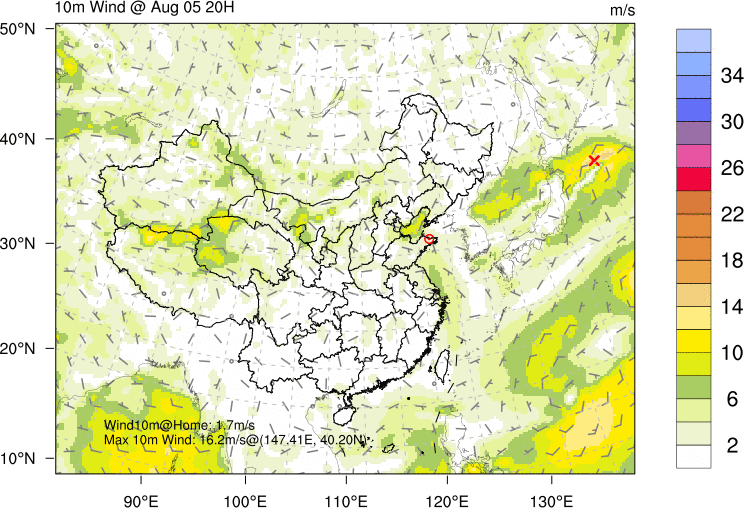 10m Wind @ Aug 05 20H
m/s
50°N
40°N
30°N
20°N
10°N
90°E
100°E
110°E
120°E
130°E
Wind10m@Home: 1.7m/s
Max 10m Wind: 16.2m/s@(147.41E, 40.20N)
34
30
26
22
18
14
10
6
2